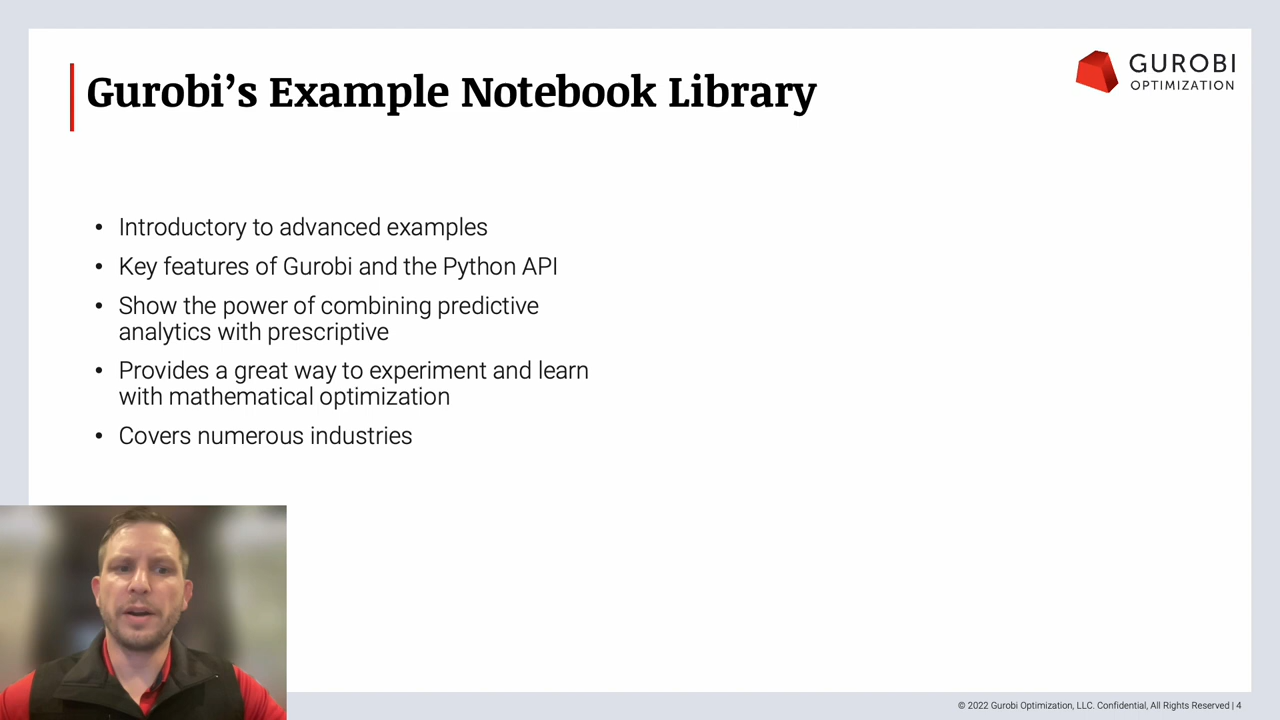 Gurobi’s Example Notebook Library
GUROBI
OPTIMIZATION
• Introductory to advanced examples
• Key features of Gurobi and the Python API
• Show the power of combining predictive
analytics with prescriptive
• Provides a great way to experiment and learn
with mathematical optimization
• Covers numerous industries
© 2022 Gurobi Optimization, LLC. Confidential, All Rights Reserved | 4